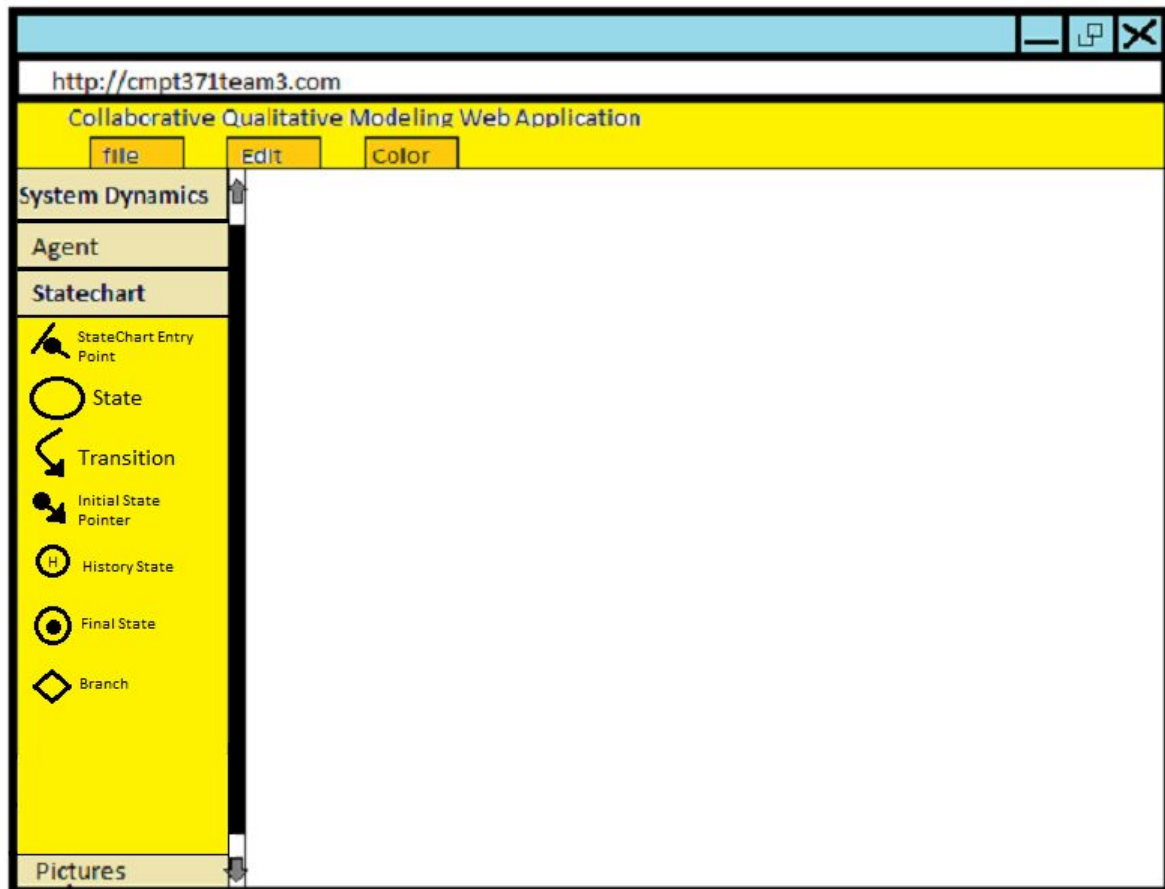 http://cmpt371team3.com
Collaborative Qualitative Modeling Web Application
file Edit Color
System Dynamics
Agent
Statechart
StateChart Entry
Point
State
Transition
Initial State
Pointer
H History State
Final State
Branch
Pictures